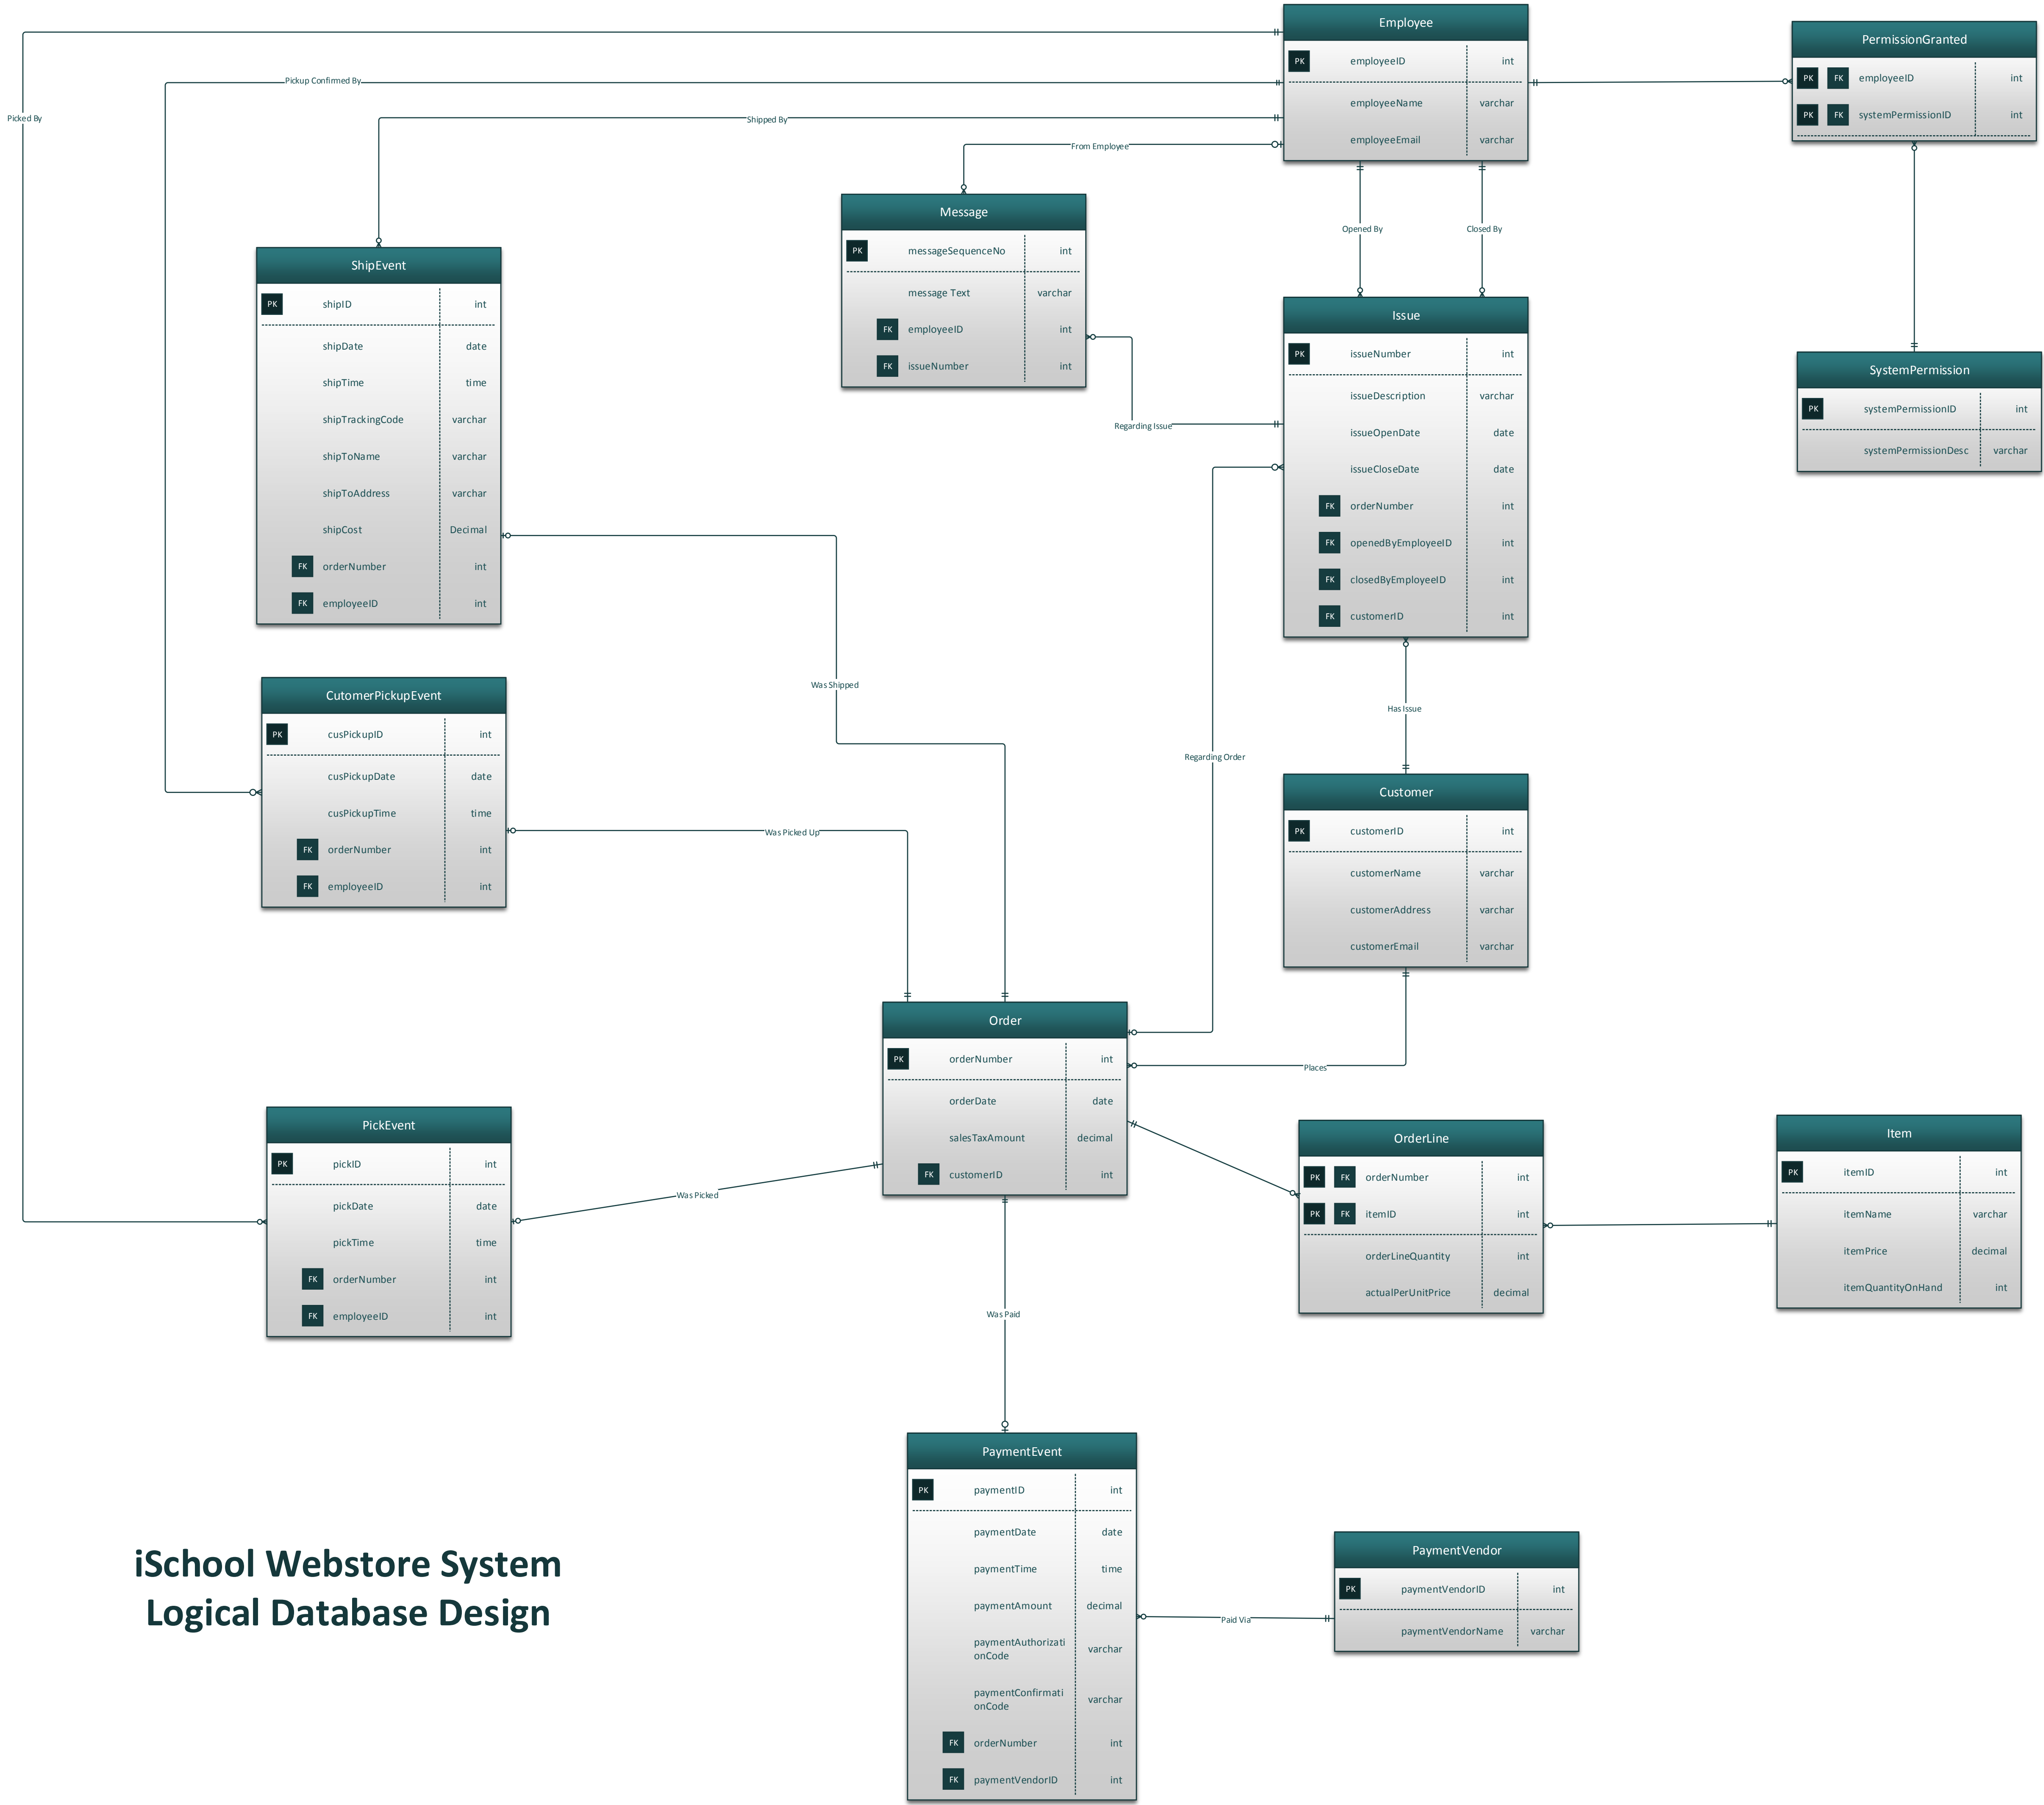 Employee
PK employeeID int
employeeName varchar
employeeEmail varchar
PermissionGranted
PK FK employeeID int
PK FK systemPermissionID int
Pickup Confirmed By
Picked By
Shipped By
From Employee
Message
PK messageSequenceNo int
message Text varchar
FK employeeID int
FK issueNumber int
Opened By
Closed By
ShipEvent
PK shipID int
shipDate date
shipTime time
shipTrackingCode varchar
shipToName varchar
shipToAddress varchar
shipCost Decimal
FK orderNumber int
FK employeeID int
Issue
PK issueNumber int
issueDescription varchar
issueOpenDate date
issueCloseDate date
FK orderNumber int
FK openedByEmployeeID int
FK closedByEmployeeID int
FK customerID int
SystemPermission
PK systemPermissionID int
systemPermissionDesc varchar
Regarding Issue
Was Shipped
Has Issue
Regarding Order
CutomerPickupEvent
PK cusPickupID int
cusPickupDate date
cusPickupTime time
FK orderNumber int
FK employeeID int
Was Picked Up
Customer
PK customerID int
customerName varchar
customerAddress varchar
customerEmail varchar
Order
PK orderNumber int
orderDate date
salesTaxAmount decimal
FK customerID int
Places
PickEvent
PK pickID int
pickDate date
pickTime time
FK orderNumber int
FK employeeID int
Was Picked
OrderLine
PK FK orderNumber int
PK FK itemID int
orderLineQuantity int
actualPerUnitPrice decimal
Item
PK itemID int
itemName varchar
itemPrice decimal
itemQuantityOnHand int
Was Paid
PaymentEvent
PK paymentID int
paymentDate date
paymentTime time
paymentAmount decimal
paymentAuthorizati
onCode varchar
paymentConfirmati
onCode varchar
FK orderNumber int
FK paymentVendorID int
Paid Via
PaymentVendor
PK paymentVendorID int
paymentVendorName varchar
iSchool Webstore System
Logical Database Design